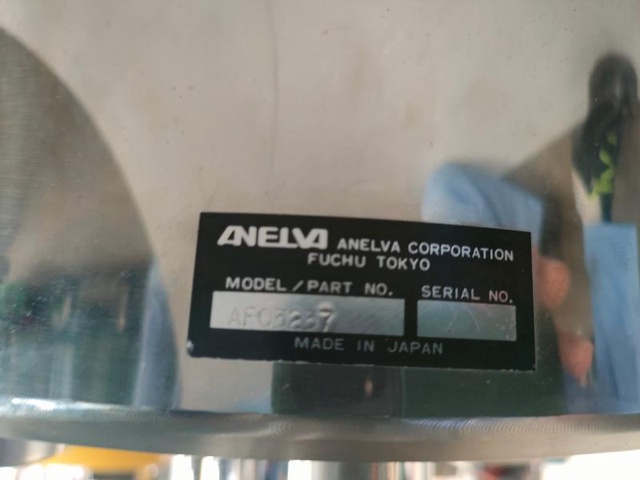 ANELVA ANELVA CORPORATION
FUCHU TOKYO
MODEL/PART NO. SERIAL NO.
MADE IN JAPAN